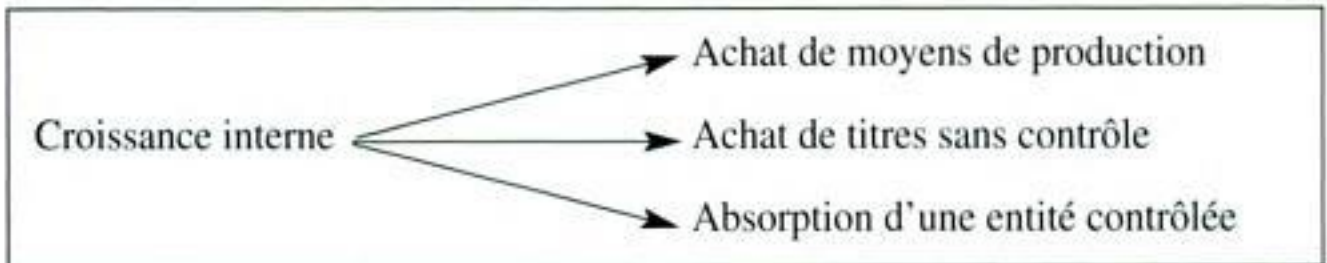 Achat de moyens de production
Croissance interne
Achat de titres sans contrôle
Absorption d'une entité contrôlée